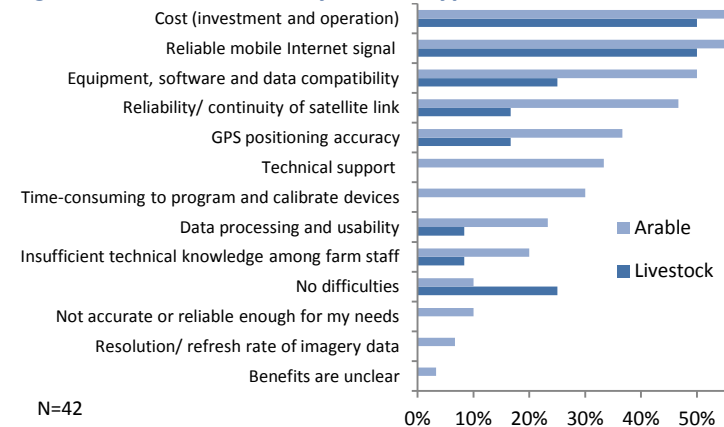 Cost (investment and operation)
Reliable mobile Internet signal
Equipment, software and data compatibility
Reliability/ continuity of satellite link
GPS positioning accuracy
Technical support
Time-consuming to program and calibrate devices
Data processing and usability
Insufficient technical knowledge among farm staff
No difficulties
Not accurate or reliable enough for my needs
Resolution/ refresh rate of imagery data
Benefits are unclear
Arable
Livestock
N=42
0% 10% 20% 30% 40% 50%